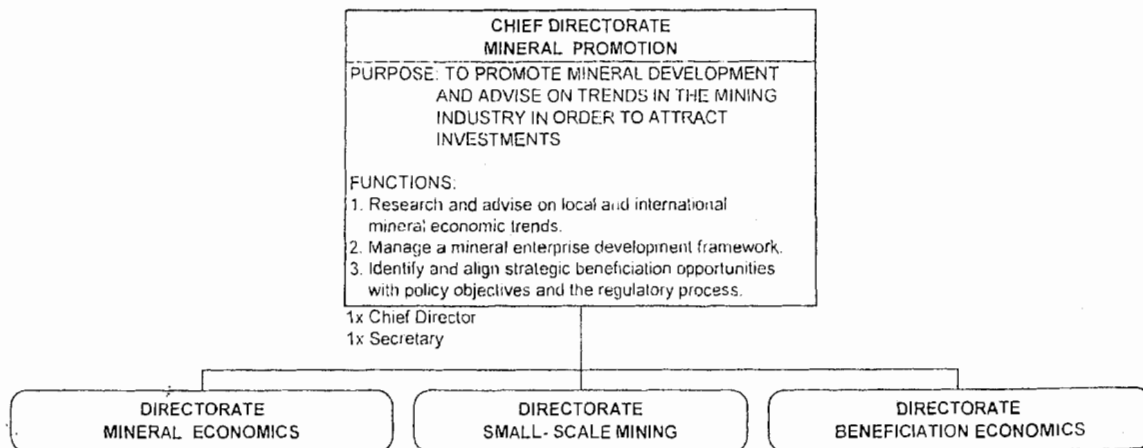 CHIEF DIRECTORATE
MINERAL PROMOTION
PURPOSE: TO PROMOTE MINERAL DEVELOPMENT
AND ADVISE ON TRENDS IN THE MINING
INDUSTRY IN ORDER TO ATTRACT
INVESTMENTS
FUNCTIONS:
1. Research and advise on local and international
mineral economic trends.
2. Manage a mineral enterprise development framework.
3. Identify and align strategic beneficiation opportunities
with policy objectives and the regulatory process.
1x Chief Director
1x Secretary
DIRECTORATE
MINERAL ECONOMICS
DIRECTORATE
SMALL- SCALE MINING
DIRECTORATE
BENEFICIATION ECONOMICS